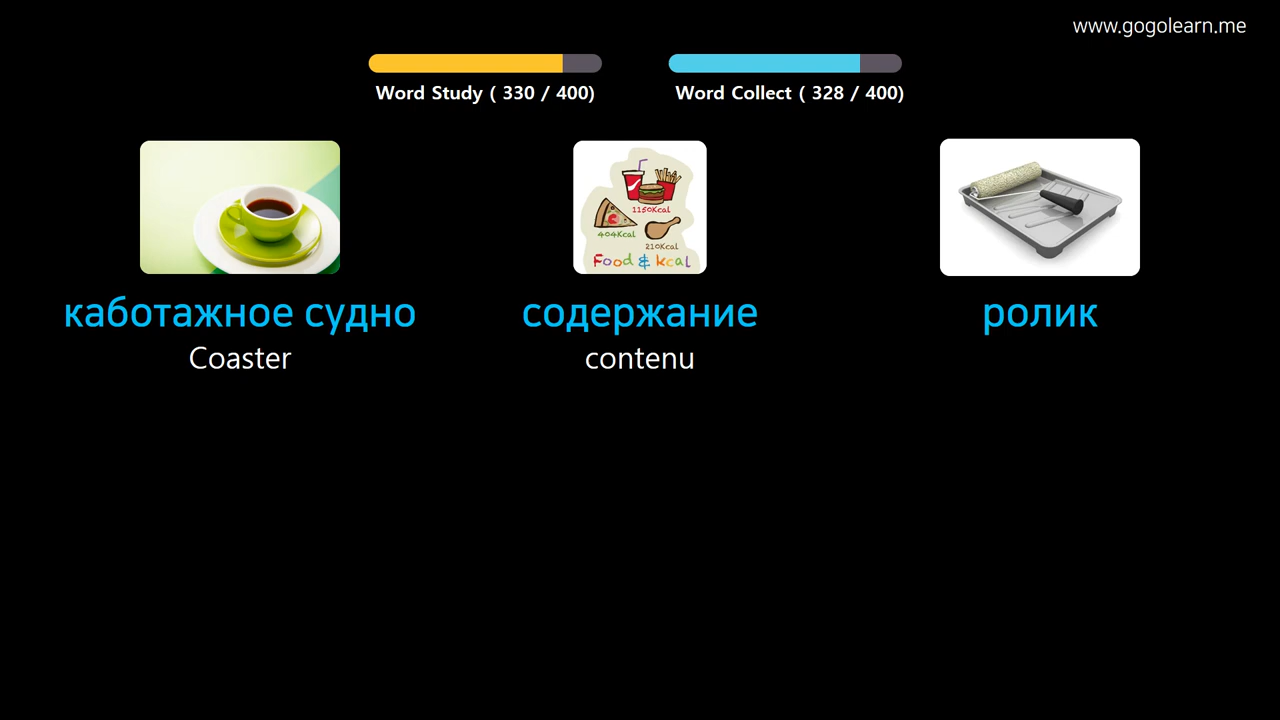 www.gogolearn.me
Word Study ( 330 / 400)
Word Collect ( 328 / 400)
1150Kcal
404Kcal
210Kcal
Food & kcal
каботажное судно
содержание
ролик
Coaster
contenu